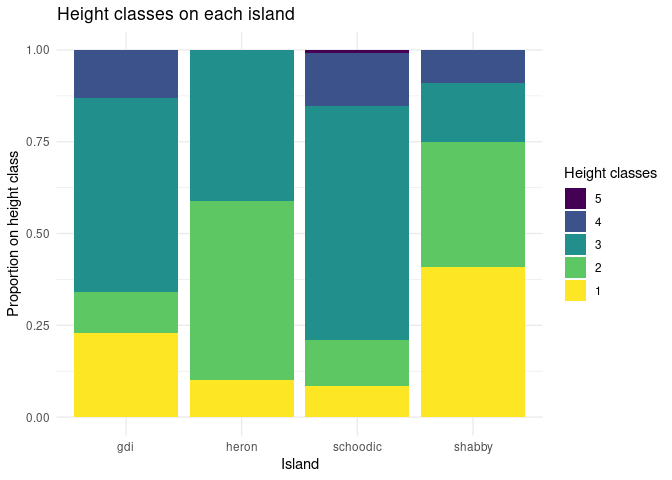 Height classes on each island
1.00
0.75
0.50
0.25
0.00
Proportion on height class
gdi heron schoodic shabby
Island
Height classes
5
4
3
2
1